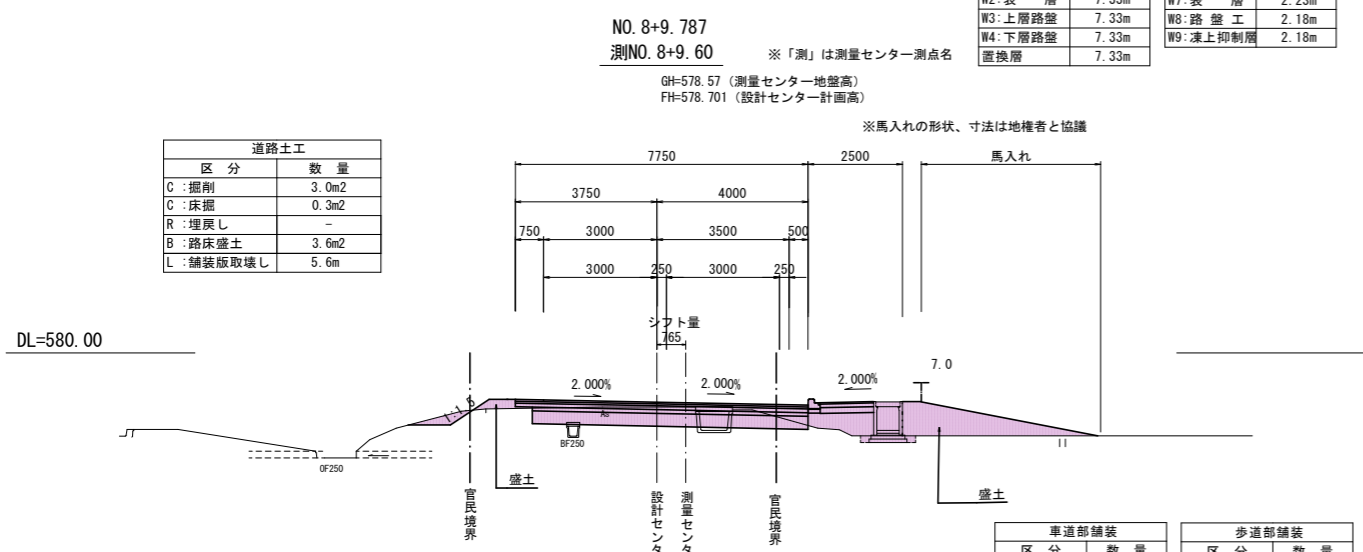 W2:表　層 7.33m
W7:表　層 2.23m
W3:上層路盤 7.33m
W8:路 盤 工 2.18m
W4:下層路盤 7.33m
W9:凍上抑制層 2.18m
置換層 7.33m
NO.8+9.787
測NO.8+9.60
※「測」は測量センター測点名
GH=578.57 (測量センター地盤高)
FH=578.701 (設計センター計画高)
※馬入れの形状、寸法は地権者と協議
道路土工
区　分 数　量
C :掘削 3.0m2
C :床掘 0.3m2
R :埋戻し -
B :路床盛土 3.6m2
L :舗装版取壊し 5.6m
7750 2500 馬入れ
3750 4000
750 3000 3500 500
3000 250 3000 250
シフト量
765
DL=580.00
7.0
2.000% 2.000% 2.000%
1:1.5
As
BF250
OF250
盛土
盛土
官民境界
設計センタ
測量センタ
官民境界
車道部舗装
区　分 数　量
歩道部舗装
区　分 数　量